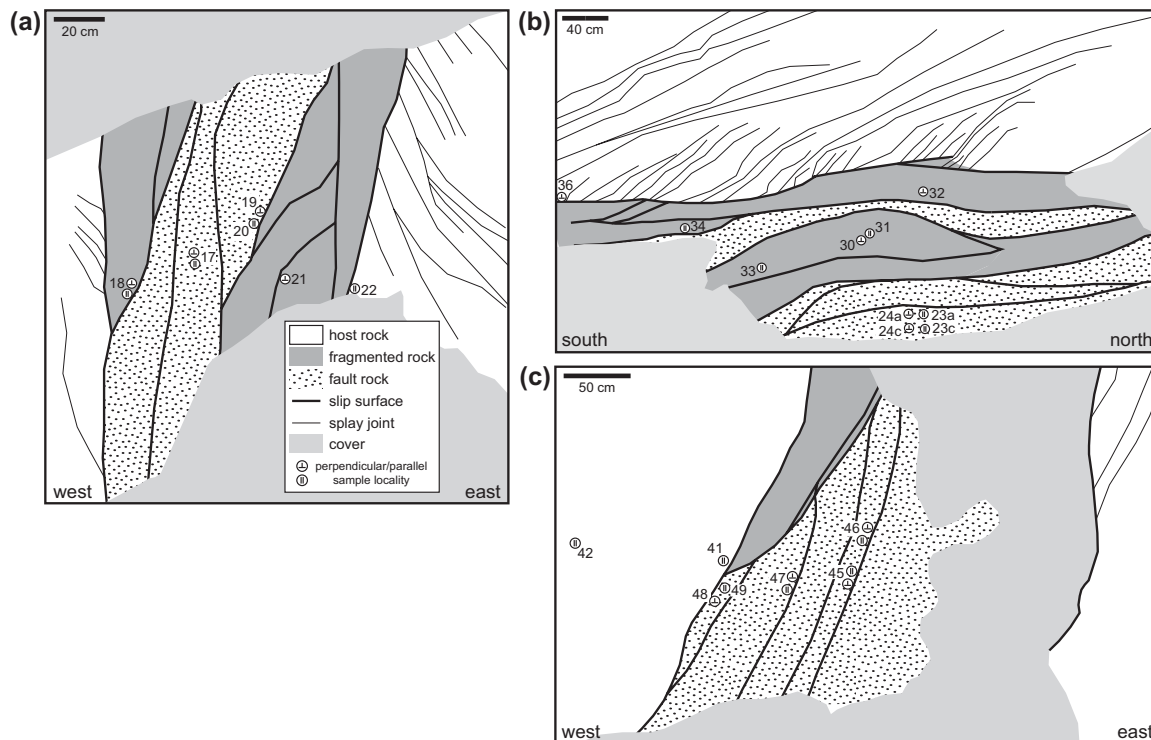 (a)
20 cm
19
20
17
18
21
22
host rock
fragmented rock
fault rock
slip surface
splay joint
cover
perpendicular/parallel
sample locality
west
east
(b)
40 cm
36
32
34
31
30
33
24a 23a
24c 23c
south
north
(c)
50 cm
46
42
41
45
47
48 49
west
east